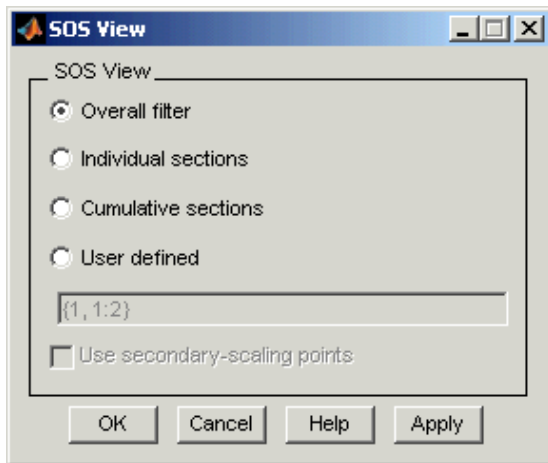 SOS View
SOS View
Overall filter
Individual sections
Cumulative sections
User defined
{1, 1:2}
Use secondary-scaling points
OK Cancel Help Apply